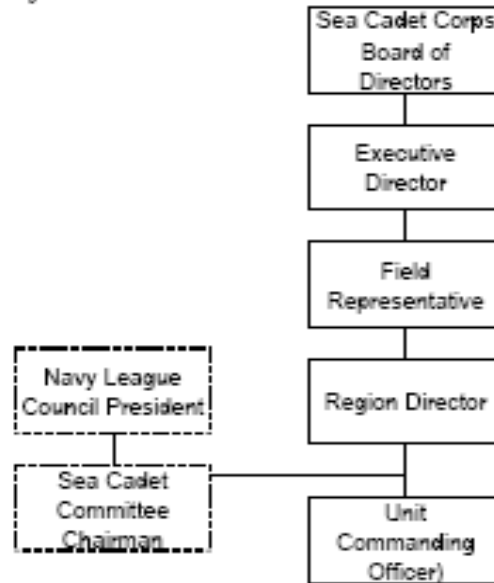 Sea Cadet Corps
Board of
Directors
Executive
Director
Field
Representative
Navy League
Council President
Region Director
Sea Cadet
Committee
Chairman
Unit
Commanding
Officer)